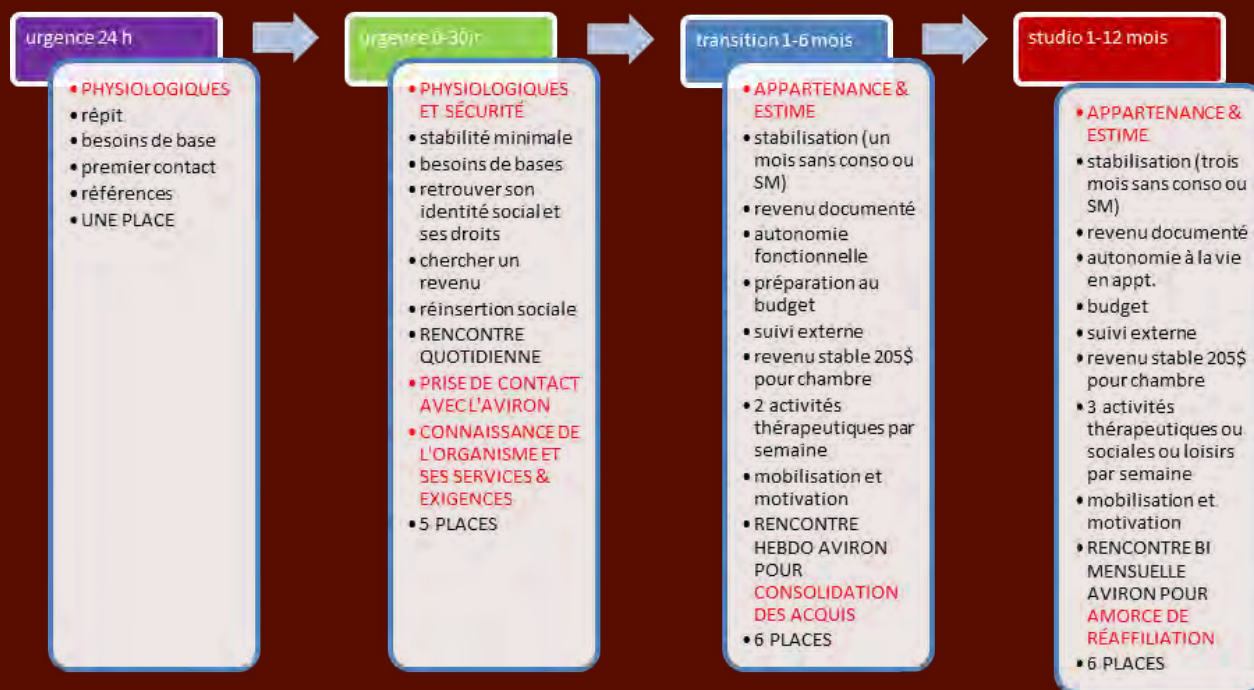 urgence 24 h
• PHYSIOLOGIQUES
• répit
• besoins de base
• premier contact
• références
• UNE PLACE
urgence 0-30jr
• PHYSIOLOGIQUES
ET SÉCURITÉ
• stabilité minimale
• besoins de bases
• retrouver son
identité social et
ses droits
• chercher un
revenu
• réinsertion sociale
• RENCONTRE
QUOTIDIENNE
• PRISE DE CONTACT
AVEC L'AVIRON
• CONNAISSANCE DE
L'ORGANISME ET
SES SERVICES &
EXIGENCES
• 5 PLACES
transition 1-6 mois
• APPARTENANCE &
ESTIME
• stabilisation (un
mois sans conso ou
SM)
• revenu documenté
• autonomie
fonctionnelle
• préparation au
budget
• suivi externe
• revenu stable 205$
pour chambre
• 2 activités
thérapeutiques par
semaine
• mobilisation et
motivation
• RENCONTRE
HEBDO AVIRON
POUR
CONSOLIDATION
DES ACQUIS
• 6 PLACES
studio 1-12 mois
• APPARTENANCE &
ESTIME
• stabilisation (trois
mois sans conso ou
SM)
• revenu documenté
• autonomie à la vie
en appt.
• budget
• suivi externe
• revenu stable 205$
pour chambre
• 3 activités
thérapeutiques ou
sociales ou loisirs
par semaine
• mobilisation et
motivation
• RENCONTRE BI
MENSUELLE
AVIRON POUR
AMORCE DE
RÉAFFILIATION
• 6 PLACES